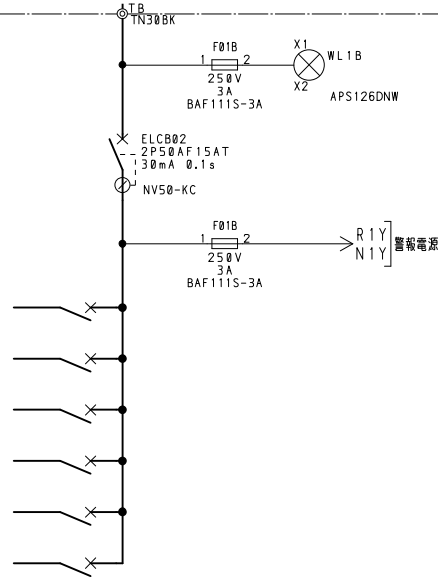 TB
TN30BK
F01B
1 2
250V
3A
BAF111S-3A
X1
X2
WL1B
APS126DNW
ELCB02
2P50AF15AT
30mA 0.1s
NV50-KC
F01B
1 2
250V
3A
BAF111S-3A
R1Y
N1Y
警報電源